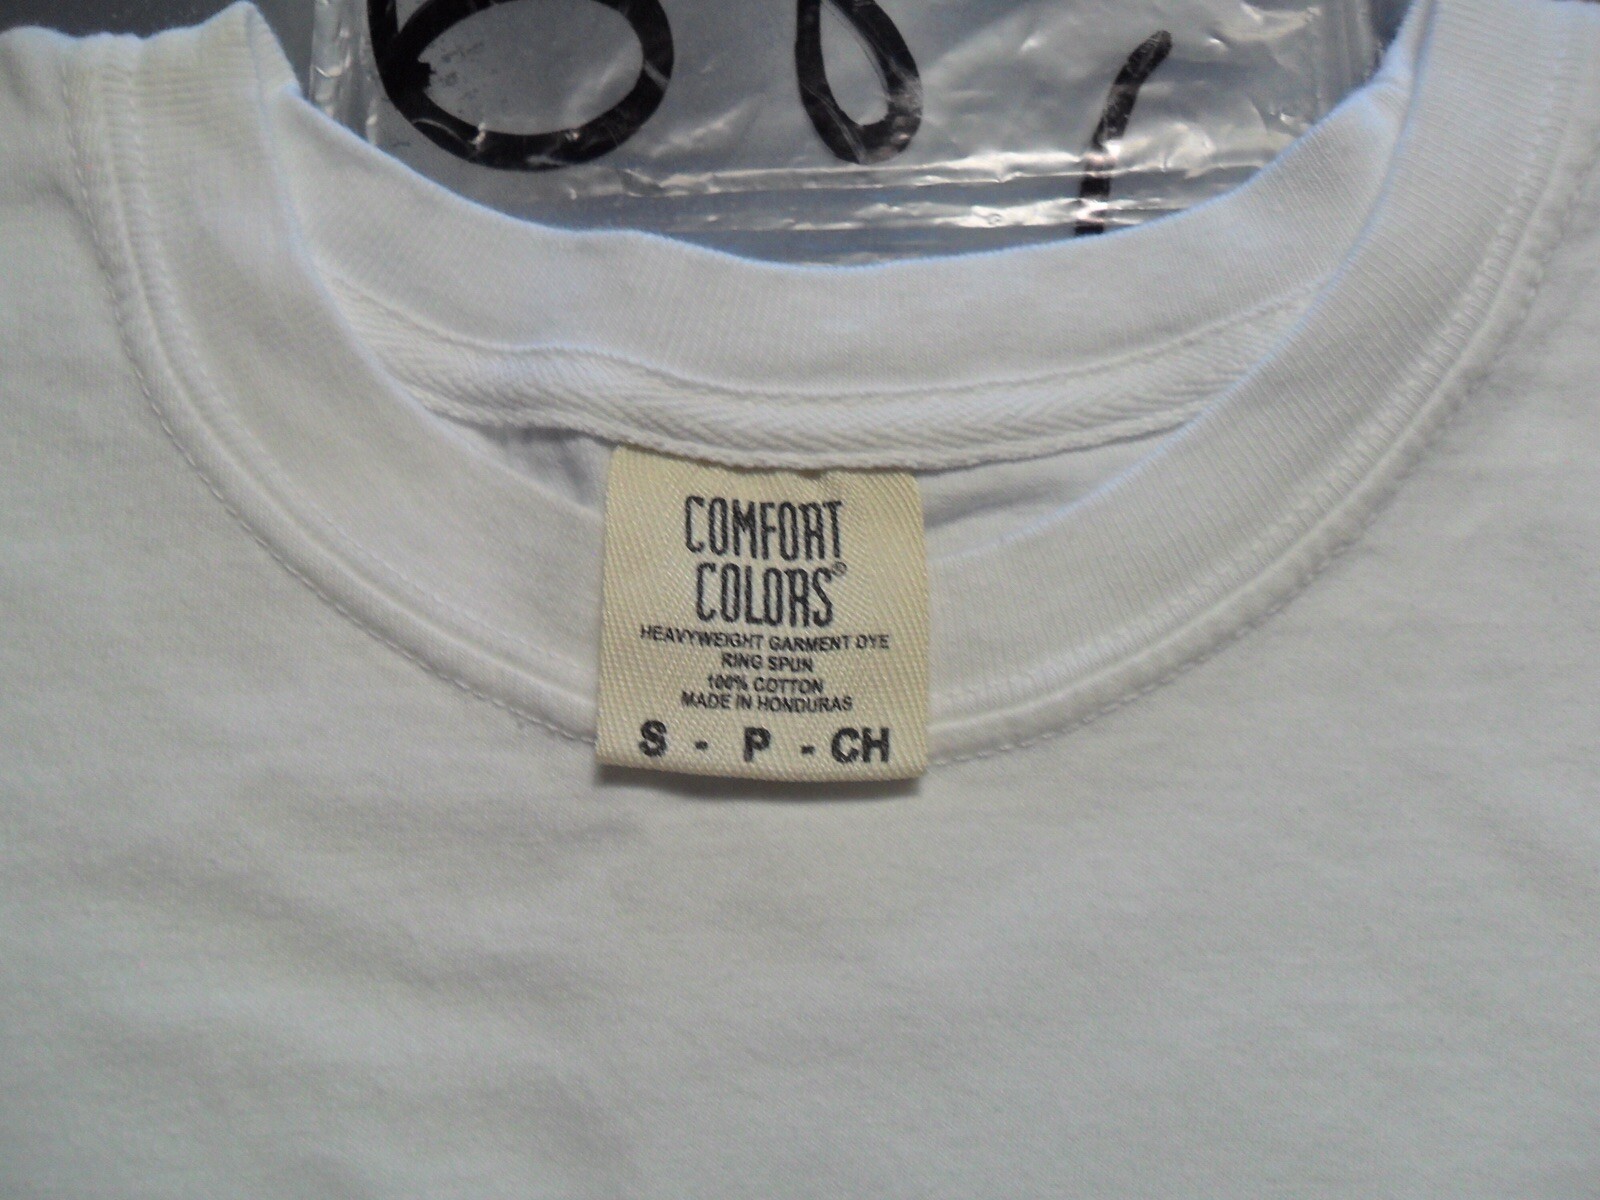 COMFORT
COLORS®
HEAVYWEIGHT GARMENT DYE
RING SPUN
100% COTTON
MADE IN HONDURAS
S - P - CH